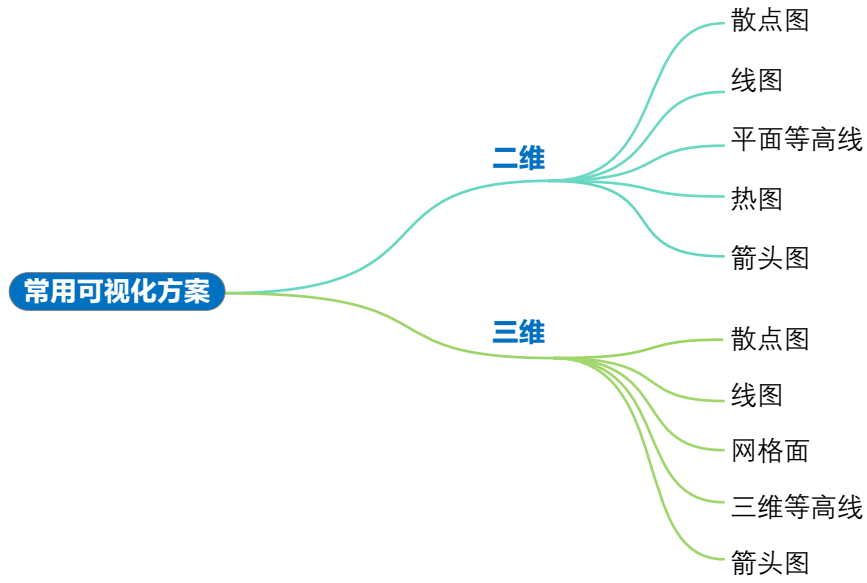 常用可视化方案
二维
散点图
线图
平面等高线
热图
箭头图
三维
散点图
线图
网格面
三维等高线
箭头图